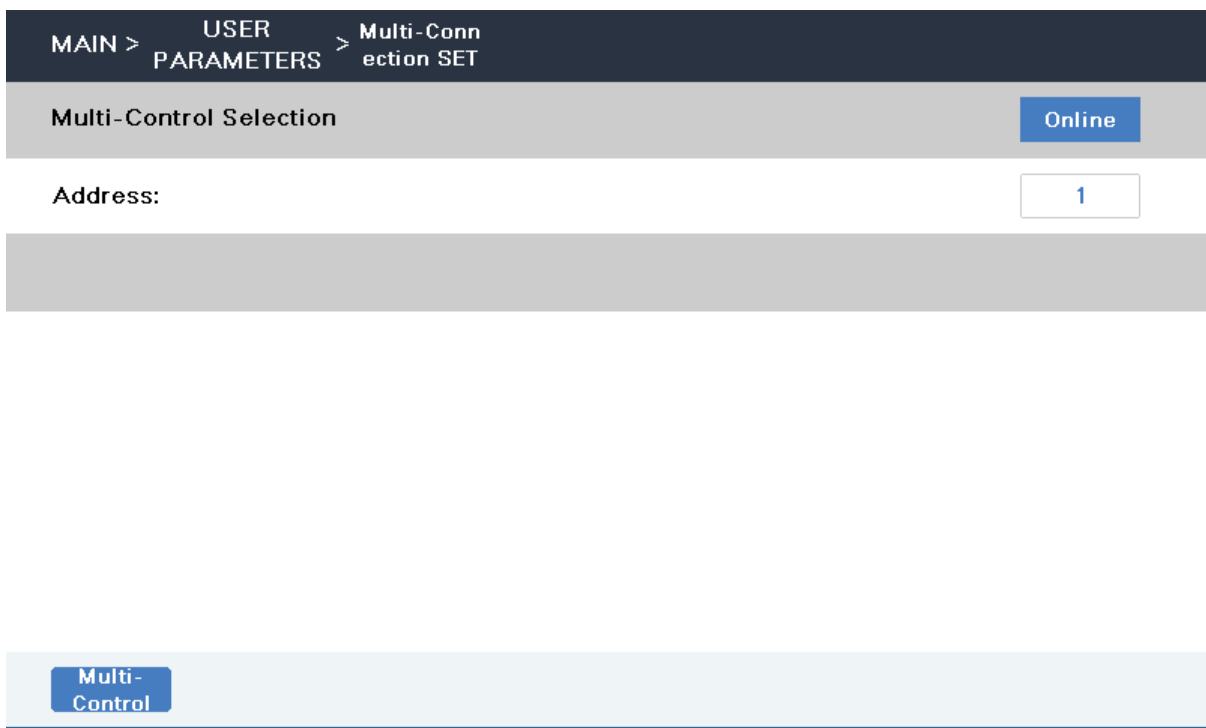 MAIN > USER PARAMETERS > Multi-Conn
ection SET
Multi-Control Selection
Online
Address:
1
Multi-
Control